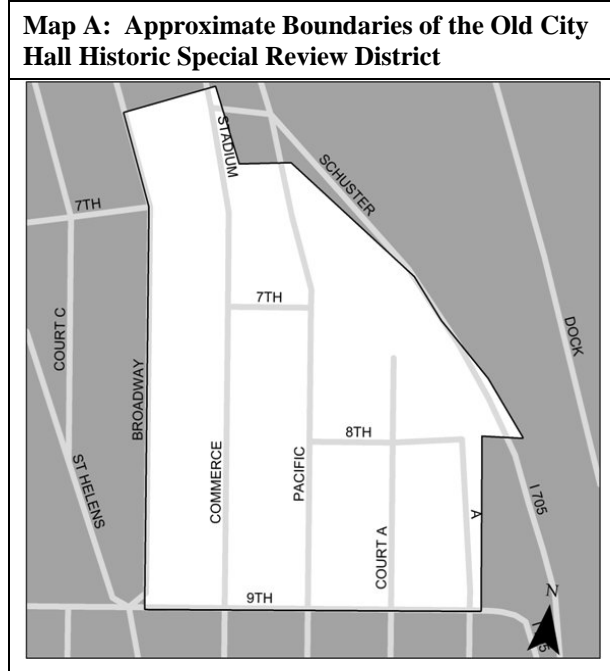 Map A: Approximate Boundaries of the Old City
Hall Historic Special Review District
STADIUM
SCHUSTER
7TH
7TH
DOCK
COURT C
BROADWAY
8TH
COMMERCE
PACIFIC
ST HELENS
I 705
A
COURT A
9TH
N